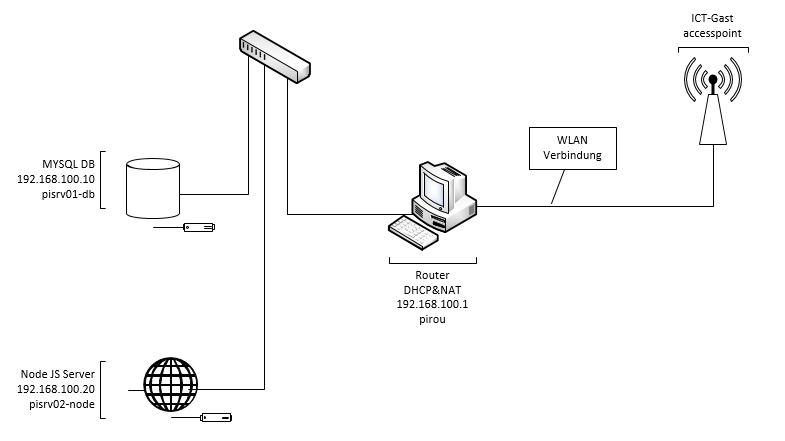 ICT-Gast
accesspoint
WLAN
Verbindung
MYSQL DB
192.168.100.10
pisrv01-db
Router
DHCP&NAT
192.168.100.1
pirou
Node JS Server
192.168.100.20
pisrv02-node